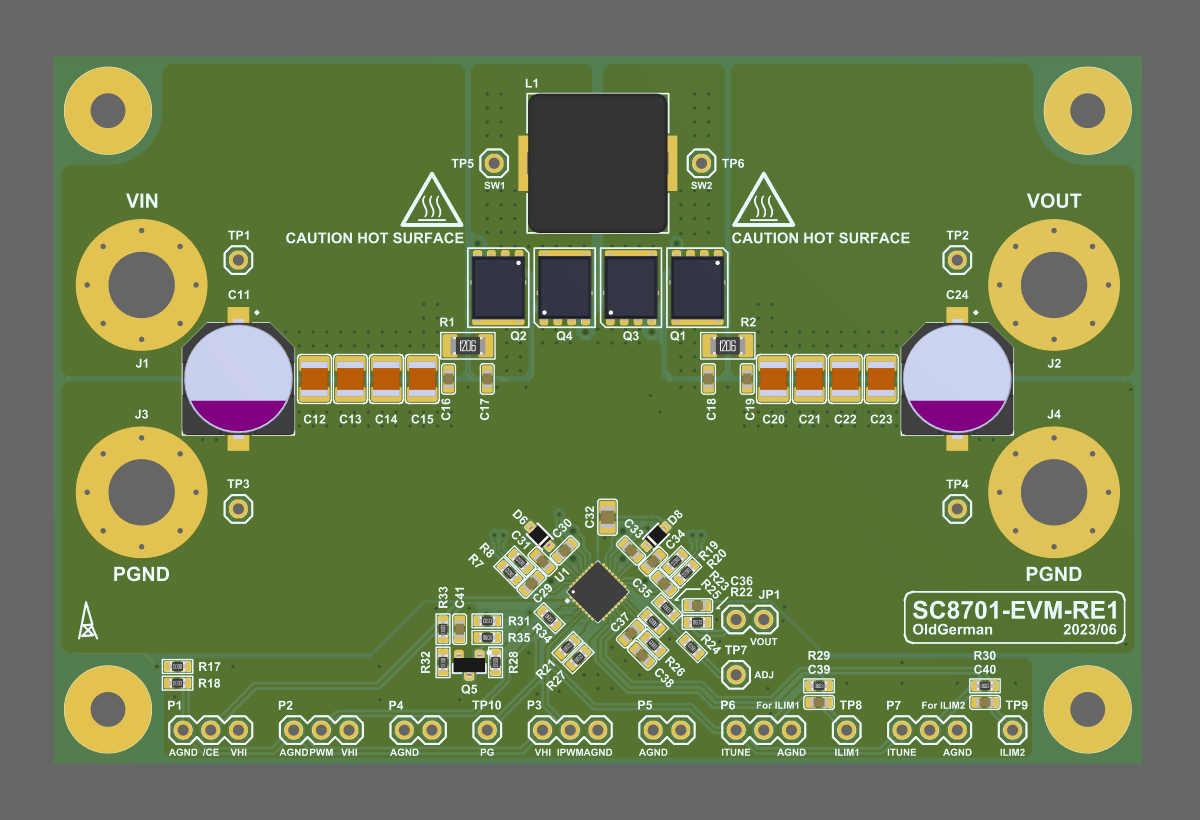 L1
TP5
TP6
SW1
SW2
VIN
VOUT
CAUTION HOT SURFACE
CAUTION HOT SURFACE
TP1
TP2
C11
C24
R1
Q2
Q4
Q3
Q1
R2
1206
1206
J1
J2
C16
C17
C18
C19
J3
C12
C13
C14
C15
C20
C21
C22
C23
J4
TP3
TP4
PGND
PGND
D6
C30
C32
C33
D8
C31
C34
R8
R7
U1
R19
R20
C29
C35
R23
R25
C36
R22
JP1
R33
C41
R31
R34
R35
C37
R24
VOUT
SC8701-EVM-RE1
OldGerman 2023/06
R32
R28
R21
R27
R26
C38
TP7
ADJ
Q5
R17
R18
R29
C39
R30
C40
P1
P2
P4
TP10
P3
P5
P6
For ILIM1
TP8
P7
For ILIM2
TP9
AGND /CE VHI
AGND PWM VHI
AGND
PG
VHI IPWM AGND
AGND
ITUNE AGND
ILIM1
ITUNE AGND
ILIM2